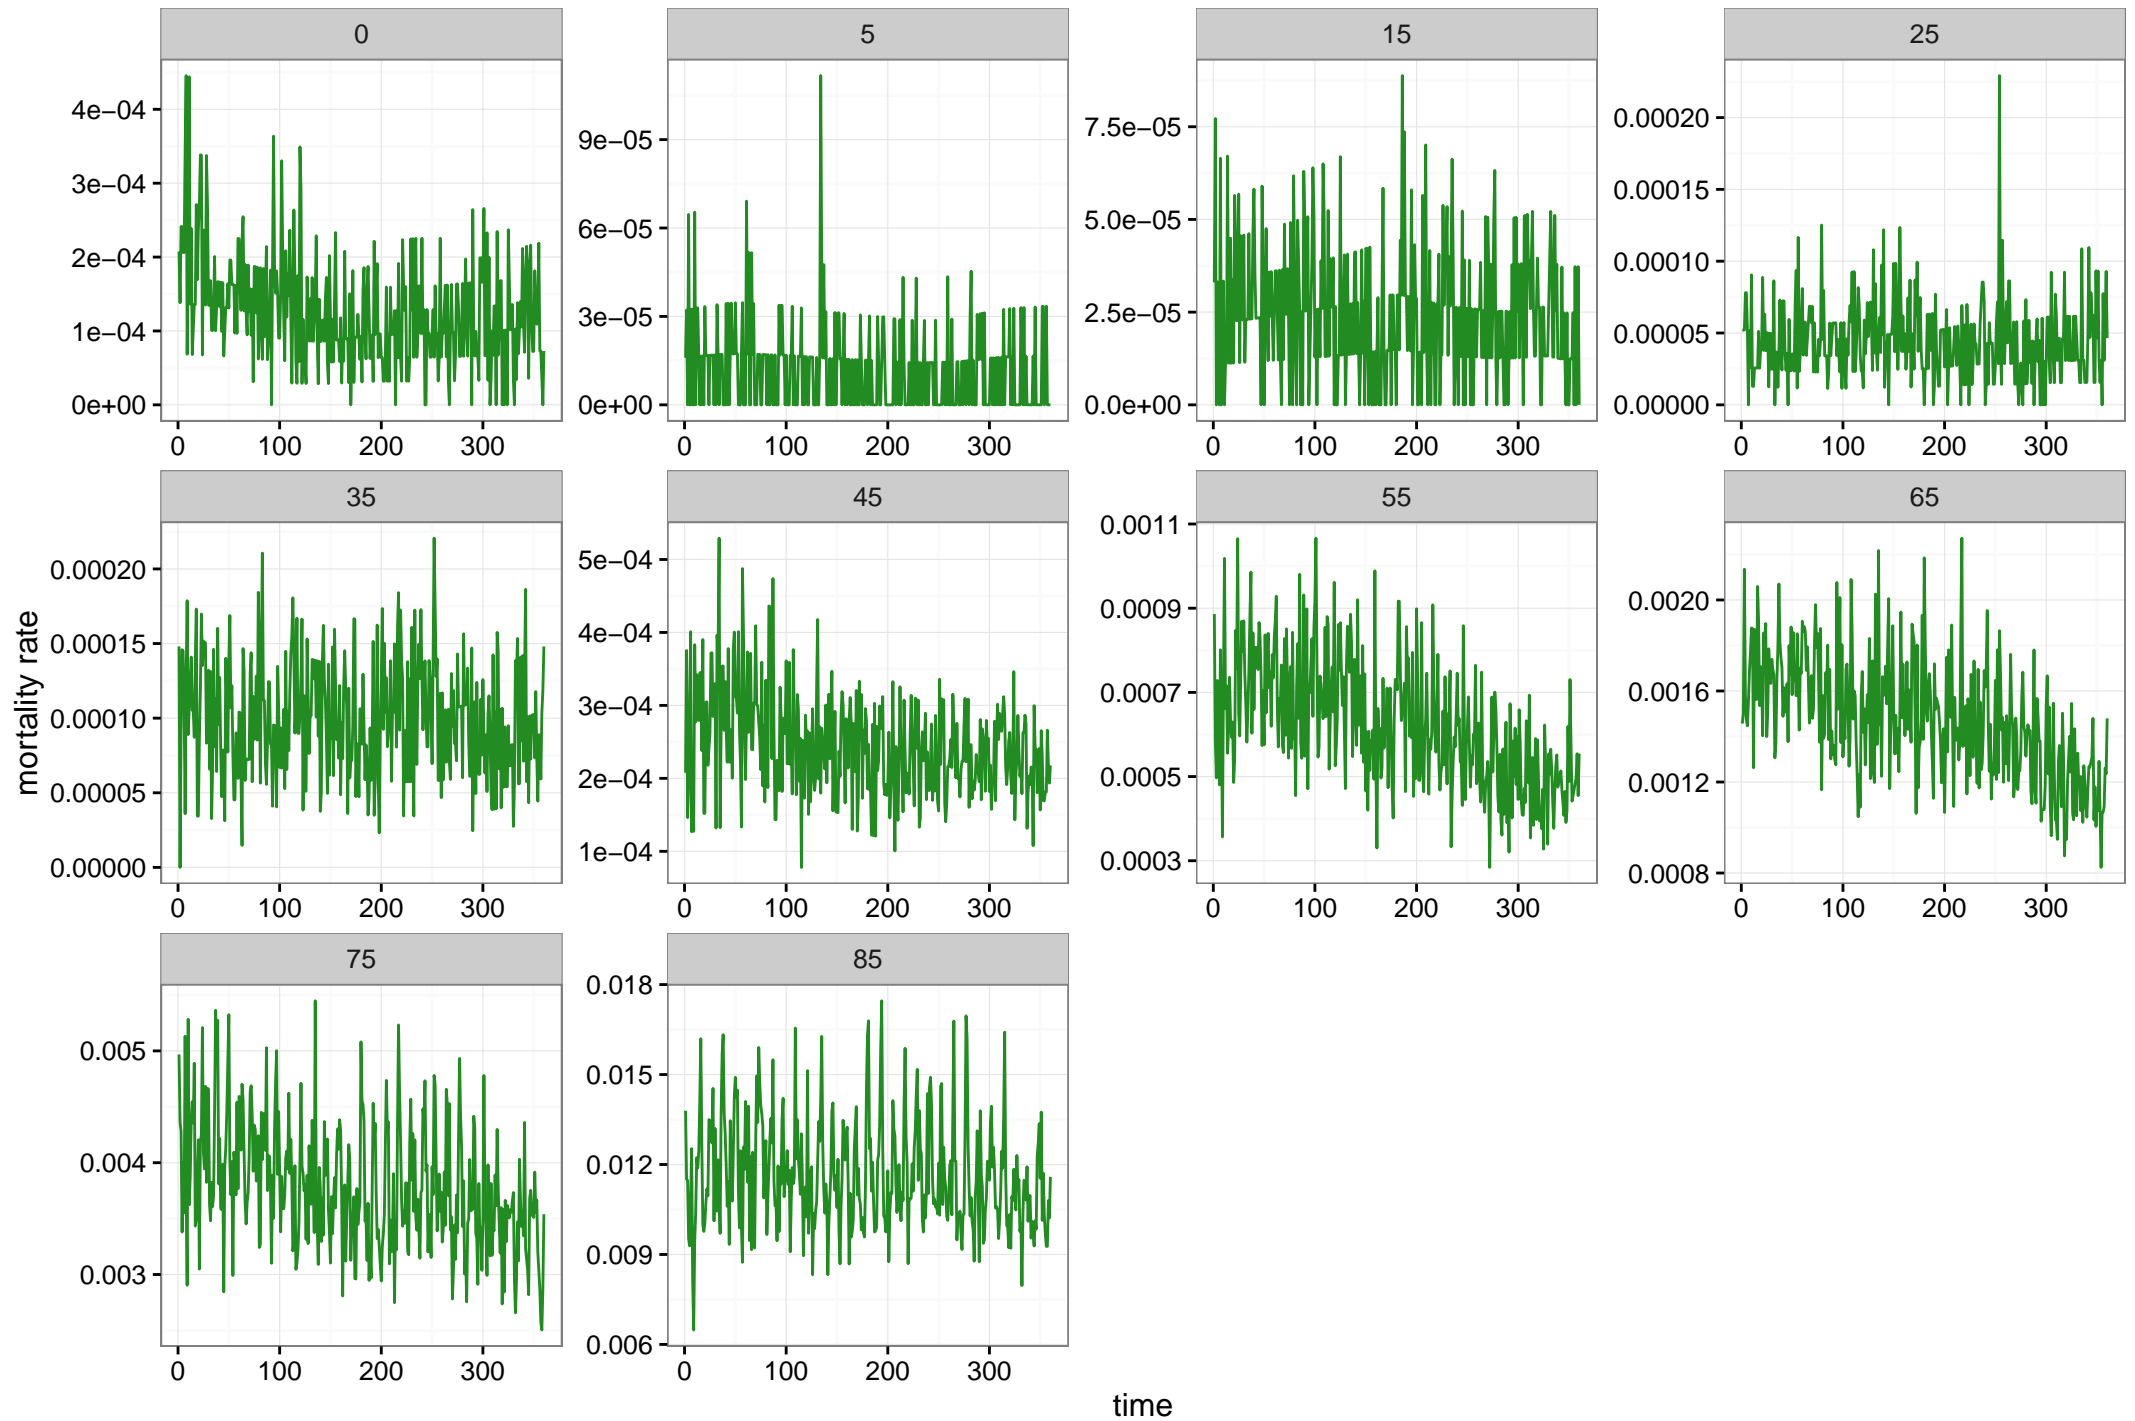 0 5 15 25
4e−04
3e−04
2e−04
1e−04
0e+00
0 100 200 300
9e−05
6e−05
3e−05
0e+00
0 100 200 300
7.5e−05
5.0e−05
2.5e−05
0.0e+00
0 100 200 300
0.00020
0.00015
0.00010
0.00005
0.00000
0 100 200 300
35 45 55 65
mortality rate
0.00020
0.00015
0.00010
0.00005
0.00000
0 100 200 300
5e−04
4e−04
3e−04
2e−04
1e−04
0 100 200 300
0.0011
0.0009
0.0007
0.0005
0.0003
0 100 200 300
0.0020
0.0016
0.0012
0.0008
0 100 200 300
75 85
0.005
0.004
0.003
0 100 200 300
0.018
0.015
0.012
0.009
0.006
0 100 200 300
time